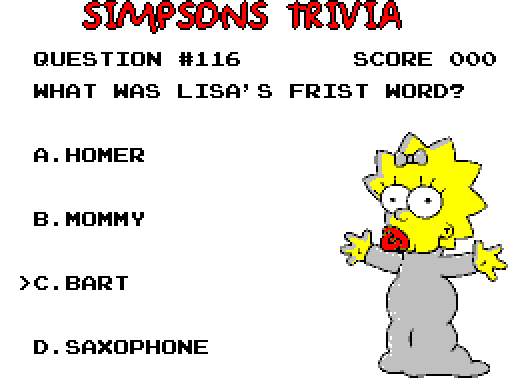 SIMPSONS TRIVIA
QUESTION #116 SCORE 000
WHAT WAS LISA'S FRIST WORD?
A.HOMER
B.MOMMY
>C.BART
D.SAXOPHONE